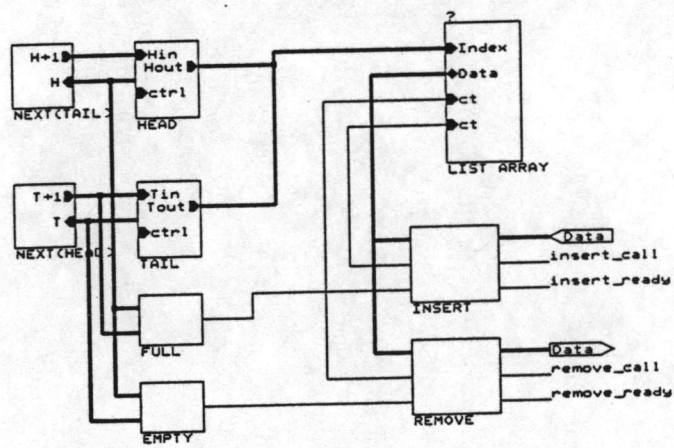 ?
H+1
Hin
Index
H
Hout
Data
ctrl
ct
NEXT(TAIL)
HEAD
ct
LIST ARRAY
T+1
Tin
T
Tout
ctrl
NEXT(HEAD)
TAIL
Data
insert_call
insert_ready
INSERT
FULL
Data
remove_call
remove_ready
REMOVE
EMPTY